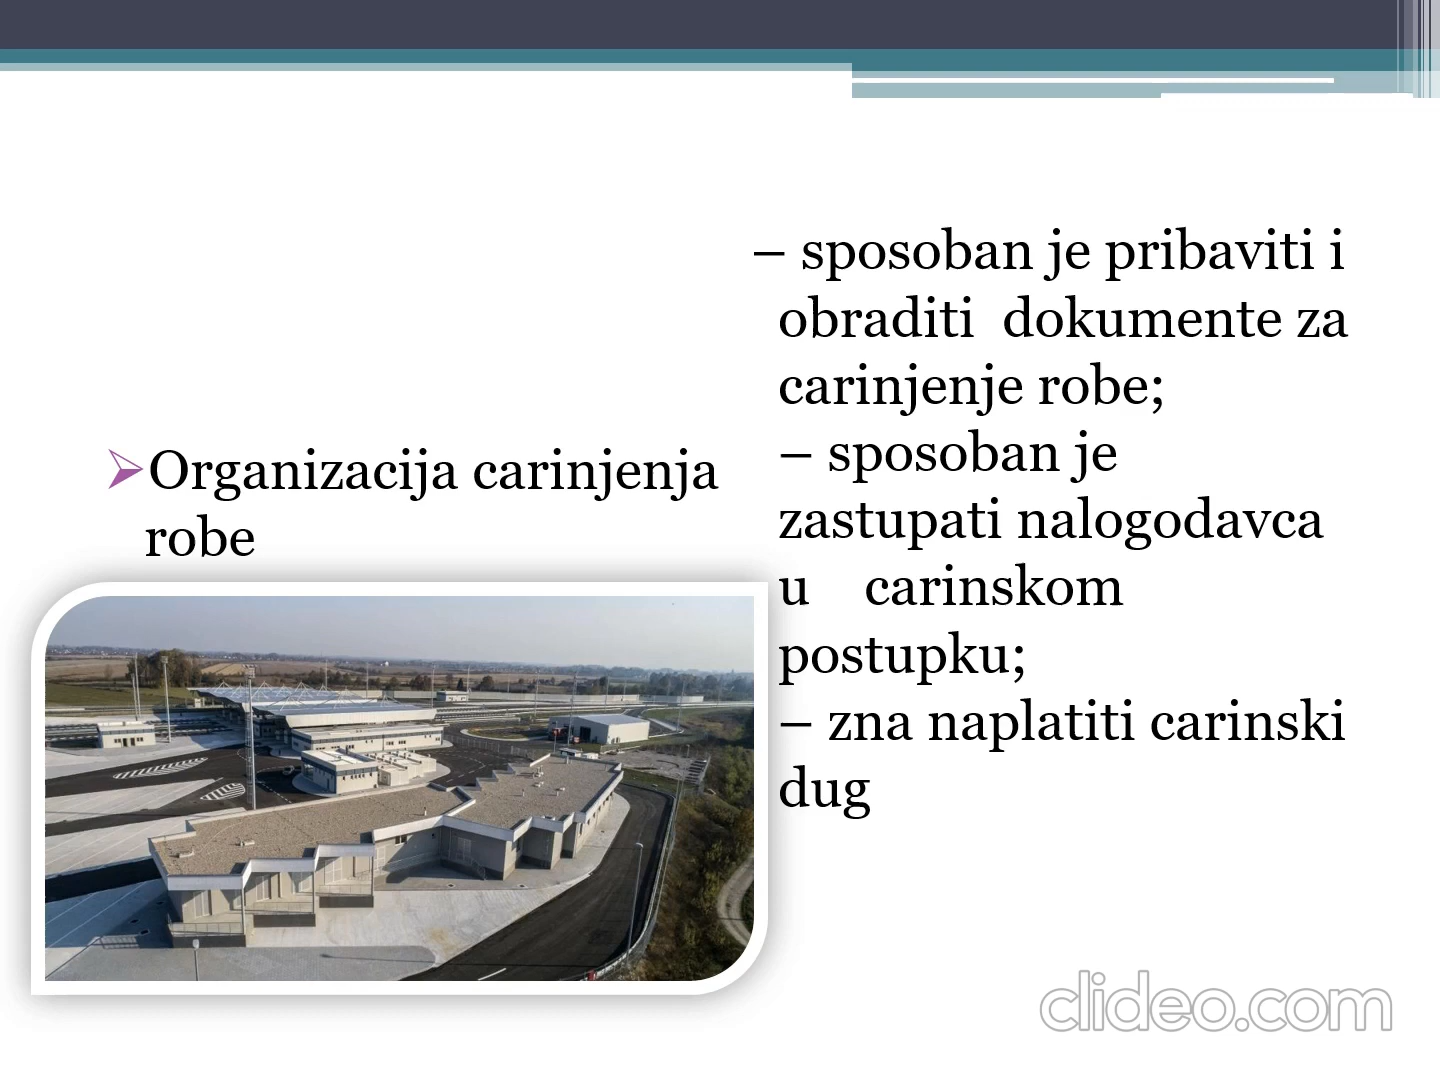 Organizacija carinjenja
robe
– sposoban je pribaviti i
obraditi dokumente za
carinjenje robe;
– sposoban je
zastupati nalogodavca
u carinskom
postupku;
– zna naplatiti carinski
dug
clideo.com